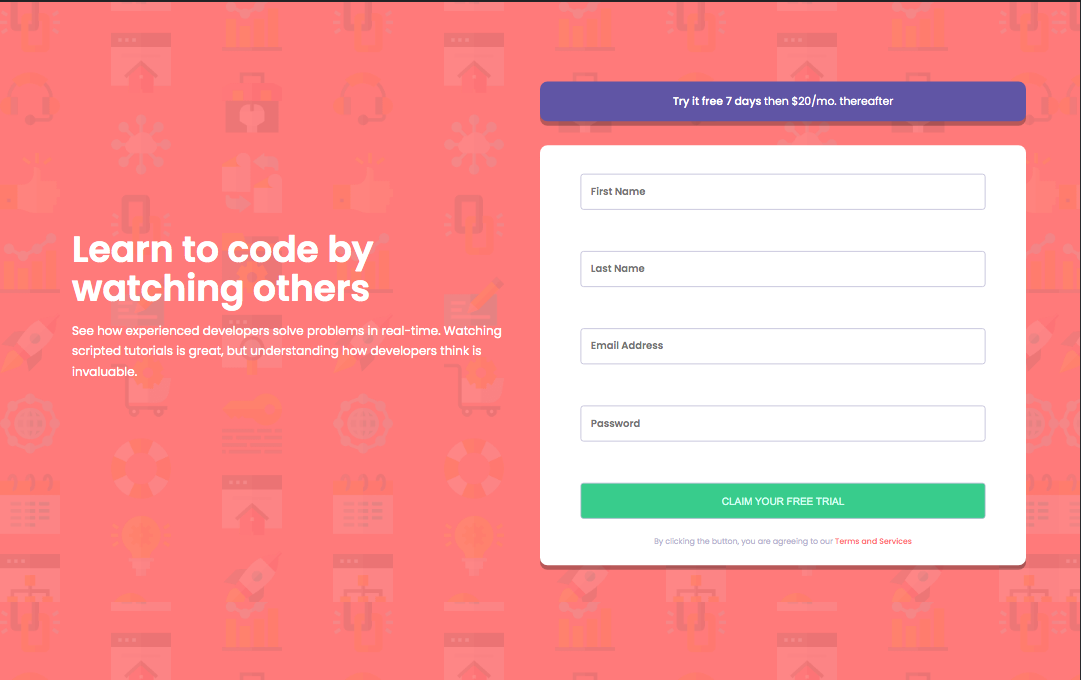 Learn to code by
watching others
See how experienced developers solve problems in real-time. Watching
scripted tutorials is great, but understanding how developers think is
invaluable.
Try it free 7 days then $20/mo. thereafter
First Name
Last Name
Email Address
Password
CLAIM YOUR FREE TRIAL
By clicking the button, you are agreeing to our Terms and Services